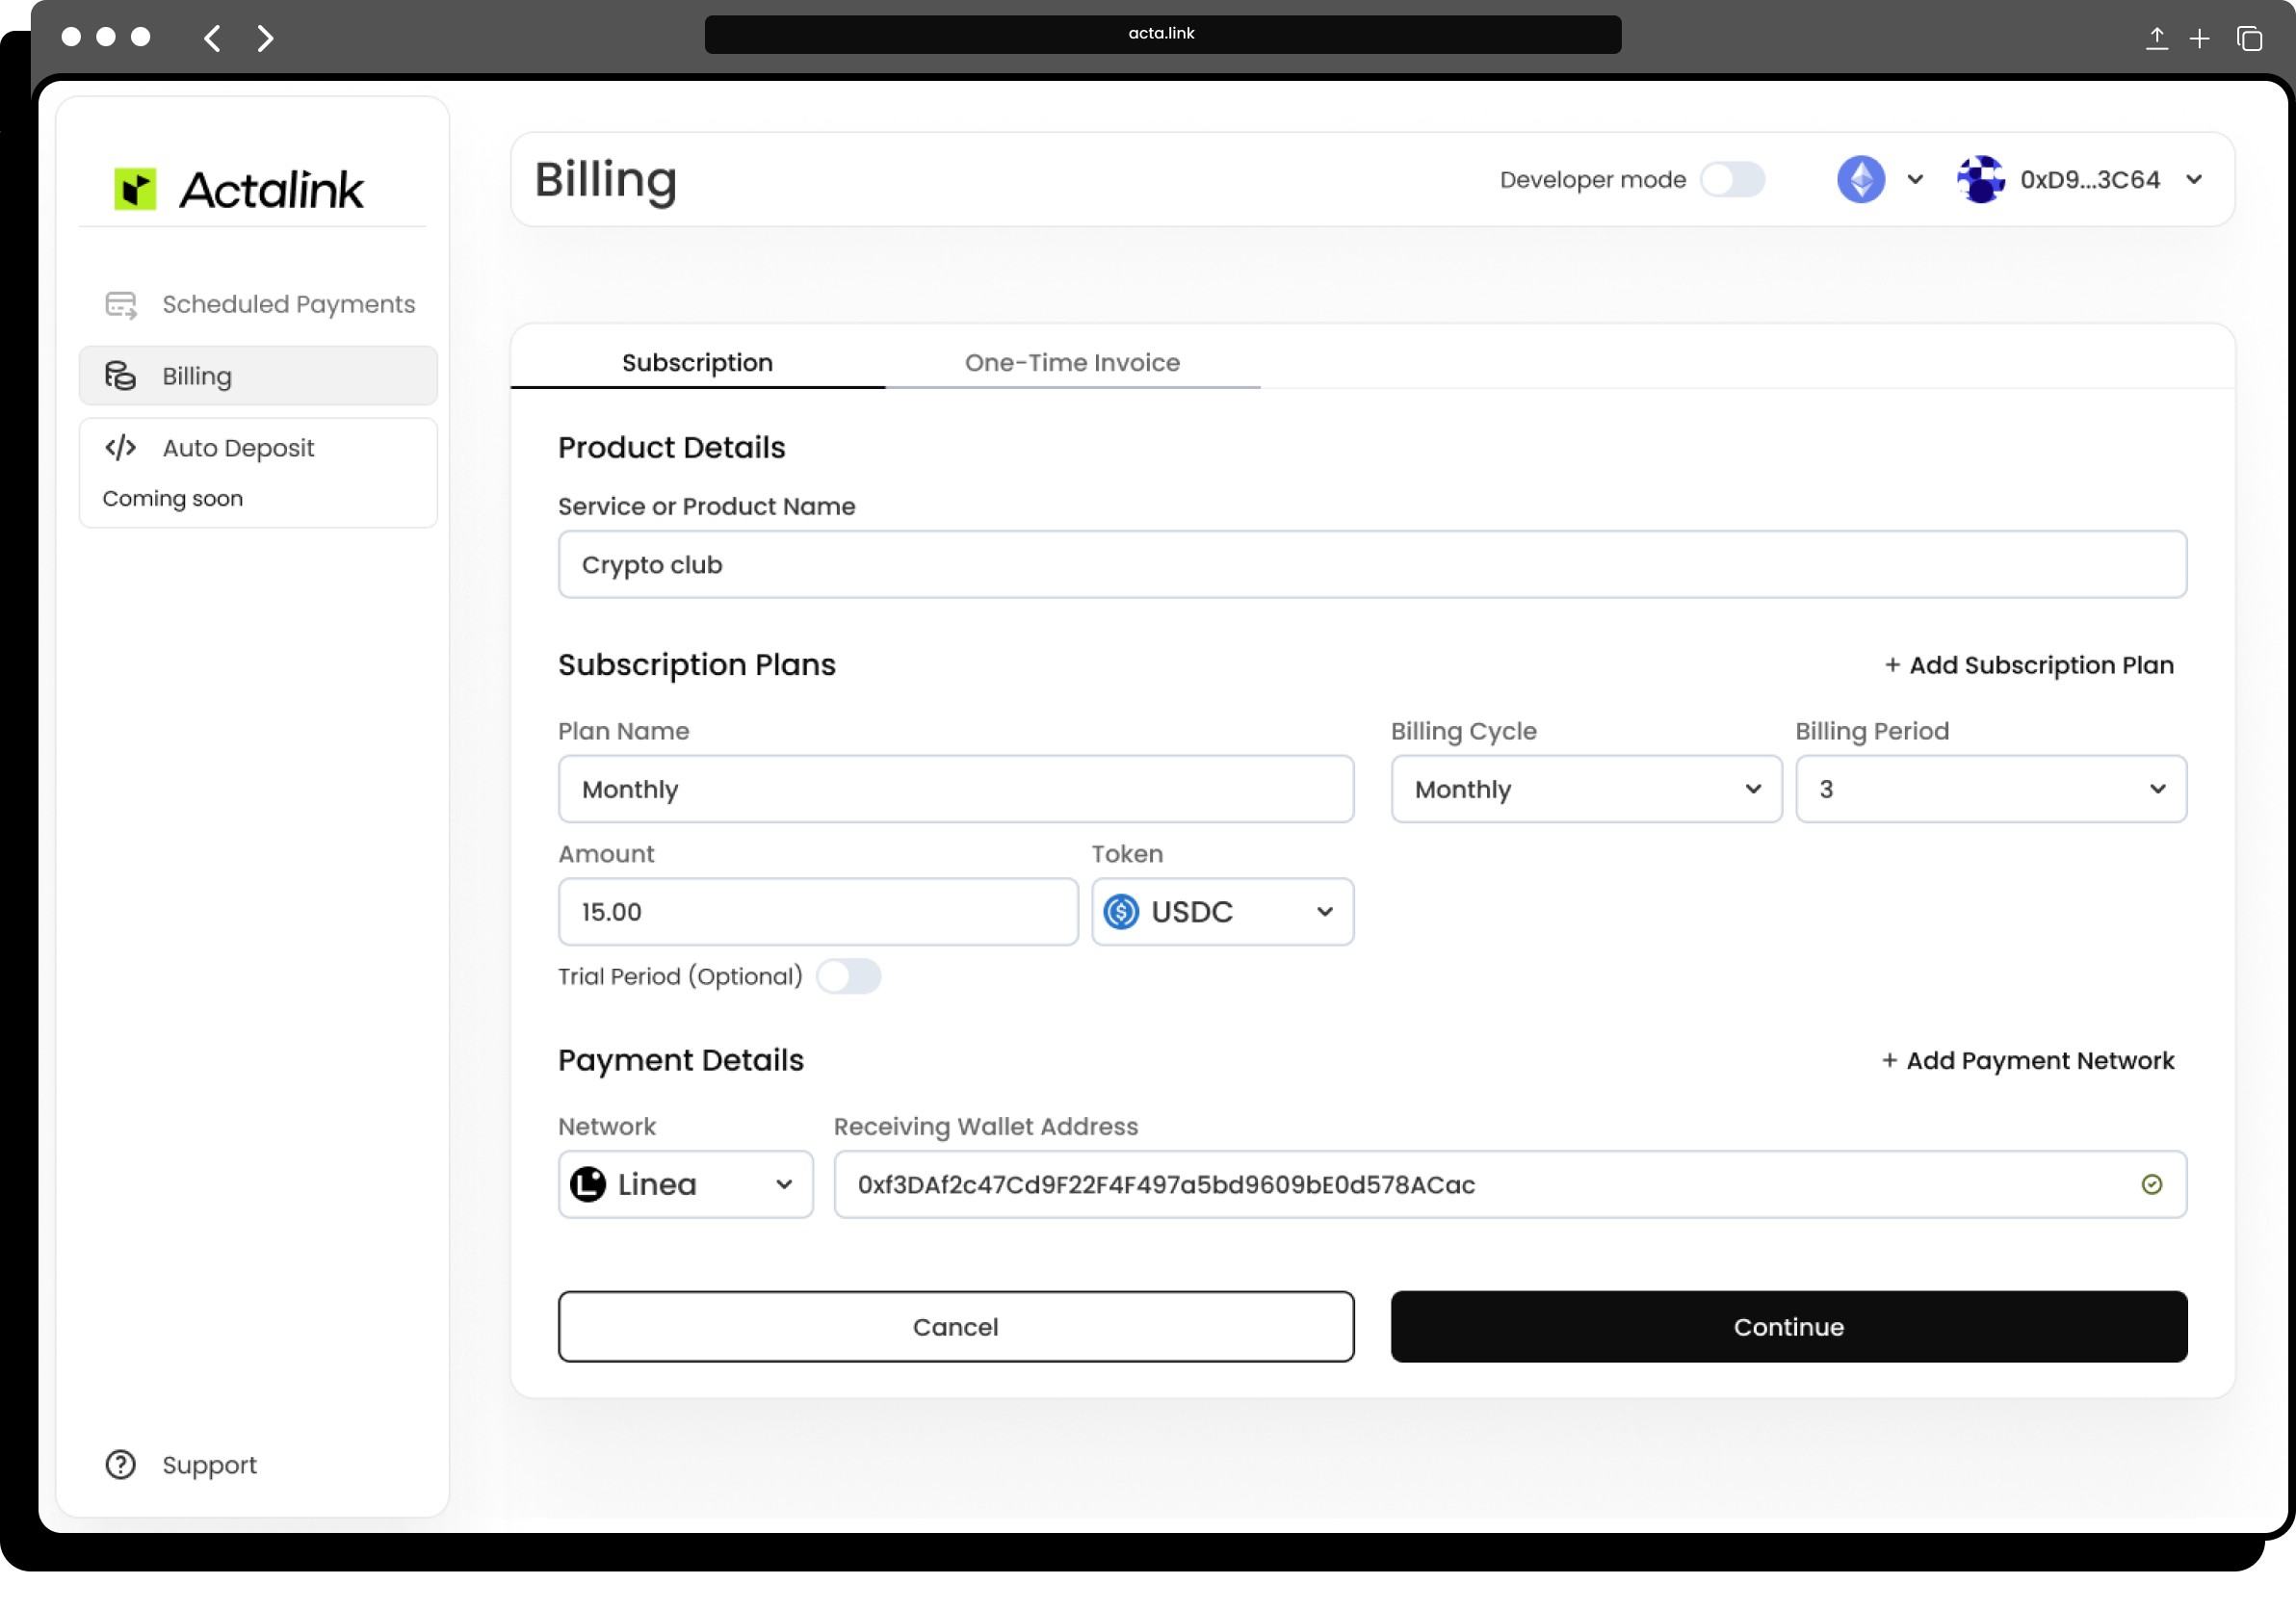 acta.link
Actalink
Scheduled Payments
Billing
Auto Deposit
Coming soon
Support
Billing
Developer mode
0xD9...3C64
Subscription
One-Time Invoice
Product Details
Service or Product Name
Crypto club
Subscription Plans
+ Add Subscription Plan
Plan Name
Billing Cycle
Billing Period
Monthly
Monthly
3
Amount
Token
15.00
USDC
Trial Period (Optional)
Payment Details
+ Add Payment Network
Network
Receiving Wallet Address
Linea
0xf3DAf2c47Cd9F22F4F497a5bd9609bE0d578ACac
Cancel
Continue